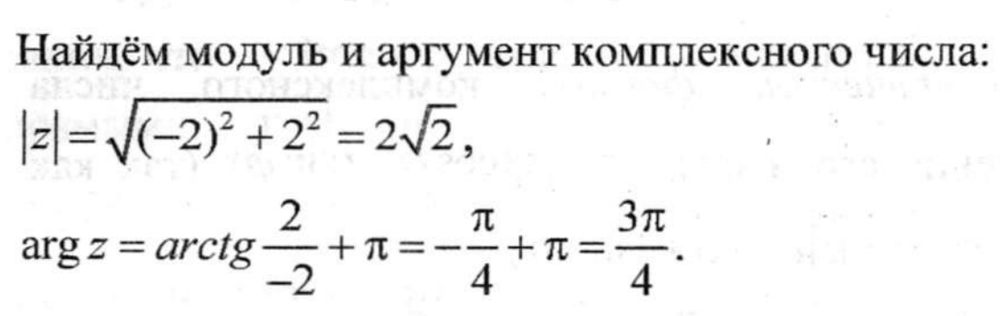 Найдём модуль и аргумент комплексного числа:
|z| = √((−2)² + 2²) = 2√2,
arg z = arctg 2/−2 + π = −π/4 + π = 3π/4.